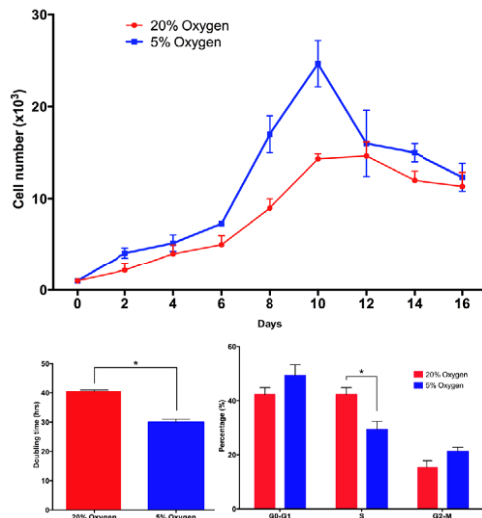 20% Oxygen
5% Oxygen
Cell number (x10³)
30
20
10
0
0 2 4 6 8 10 12 14 16
Days
*
Doubling time (hrs)
50
40
30
20
10
0
20% Oxygen 5% Oxygen
20% Oxygen
5% Oxygen
*
Percentage (%)
60
40
20
0
G0-G1 S G2-M